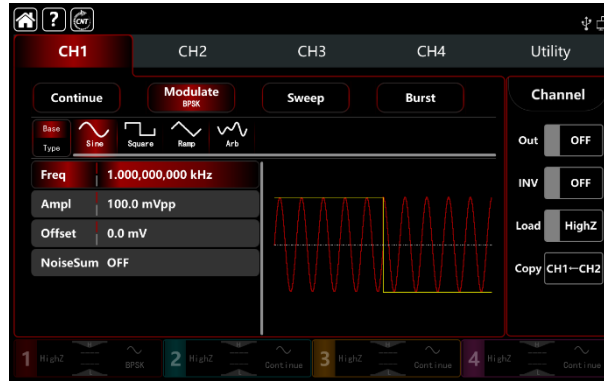 ? CNT
CH1 CH2 CH3 CH4 Utility
Continue Modulate Sweep Burst Channel
BPSK
Base
Type Sine Square Ramp Arb
Out OFF
Freq 1.000,000,000 kHz
INV OFF
Ampl 100.0 mVpp
Offset 0.0 mV
Load HighZ
NoiseSum OFF
Copy CH1←CH2
1 HighZ BPSK 2 HighZ Continue 3 HighZ Continue 4 HighZ Continue